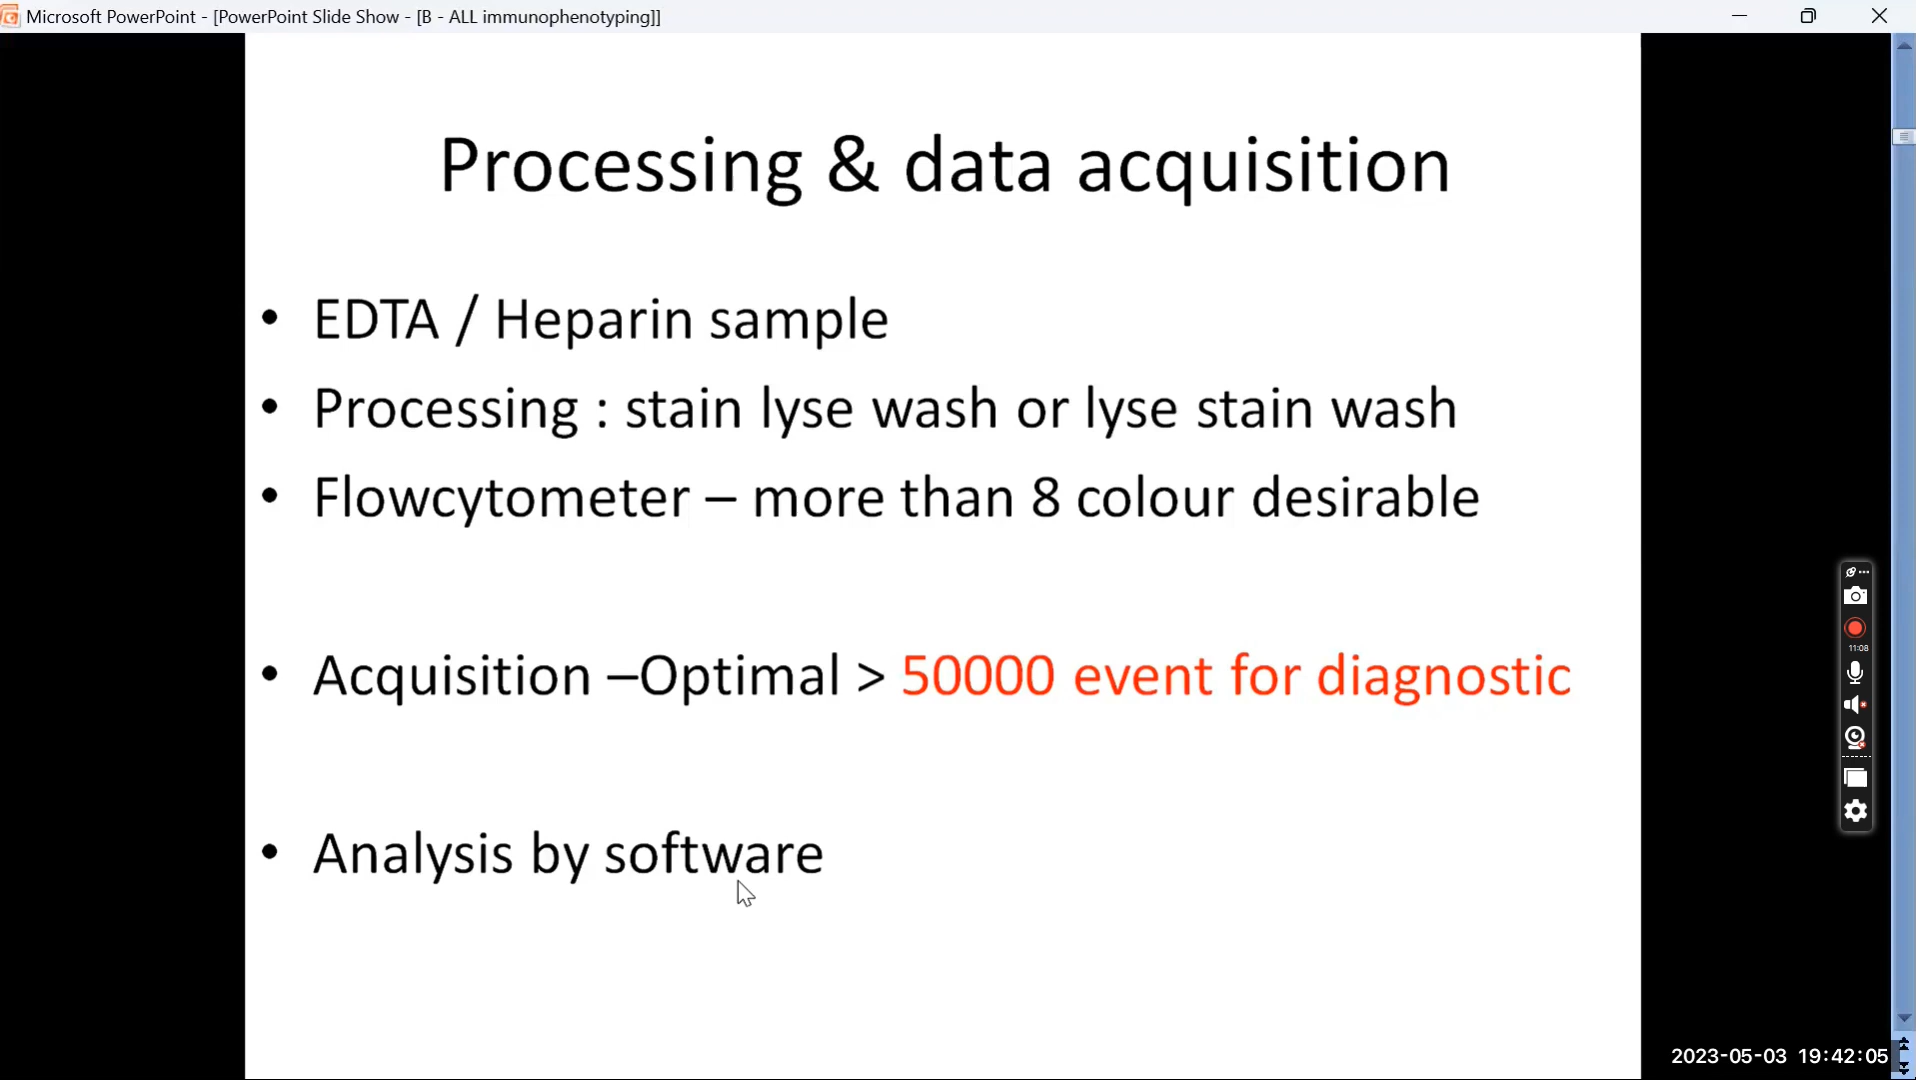 Microsoft PowerPoint - [PowerPoint Slide Show - [B - ALL immunophenotyping]]
Processing & data acquisition
• EDTA / Heparin sample
• Processing : stain lyse wash or lyse stain wash
• Flowcytometer – more than 8 colour desirable
• Acquisition –Optimal > 50000 event for diagnostic
• Analysis by software
11:08
2023-05-03 19:42:05